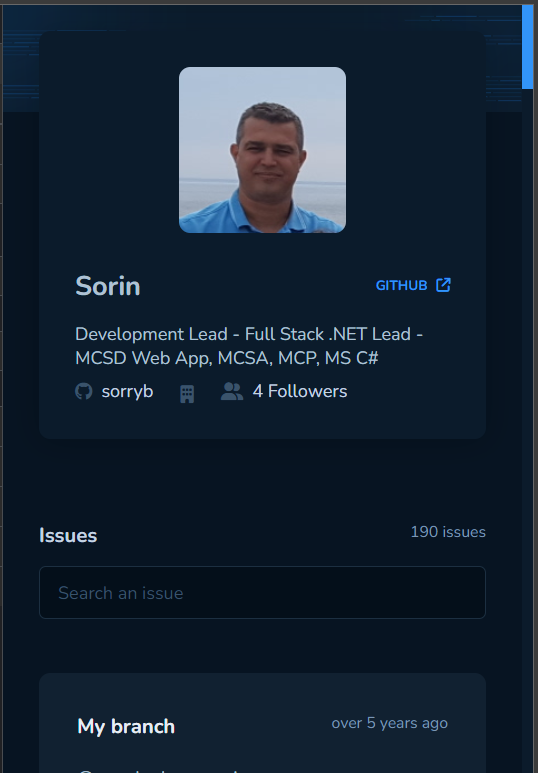 Sorin
GITHUB
Development Lead - Full Stack .NET Lead -
MCSD Web App, MCSA, MCP, MS C#
sorryb
4 Followers
Issues
190 issues
Search an issue
My branch
over 5 years ago